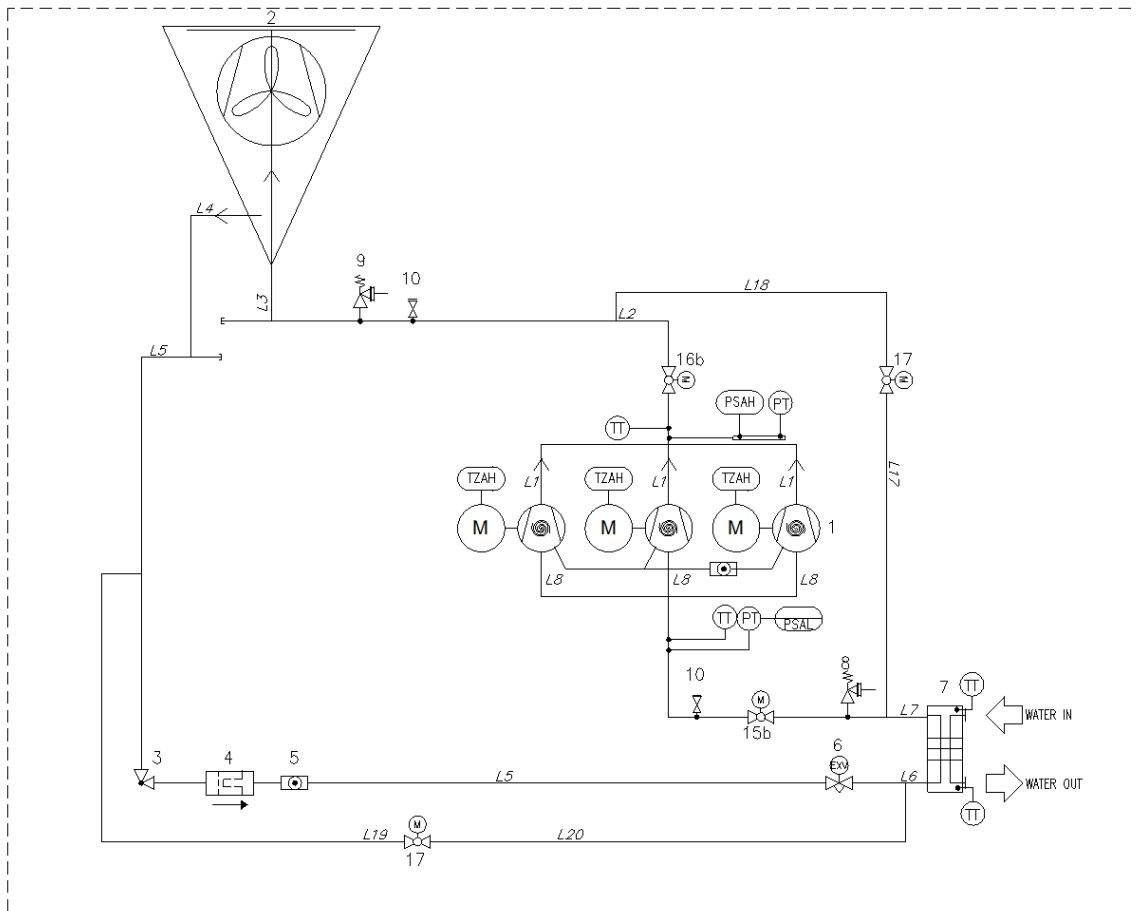 2
L4
9
10
L3
L18
L2
L5
16b
17
M
M
PSAH
PT
TT
L17
TZAH
TZAH
TZAH
L1
L1
L1
M
M
M
1
L8
L8
L8
TT
PT
PSAL
10
8
7
TT
M
L7
WATER IN
15b
3
4
5
6
EXV
L5
L6
WATER OUT
TT
M
L19
L20
17